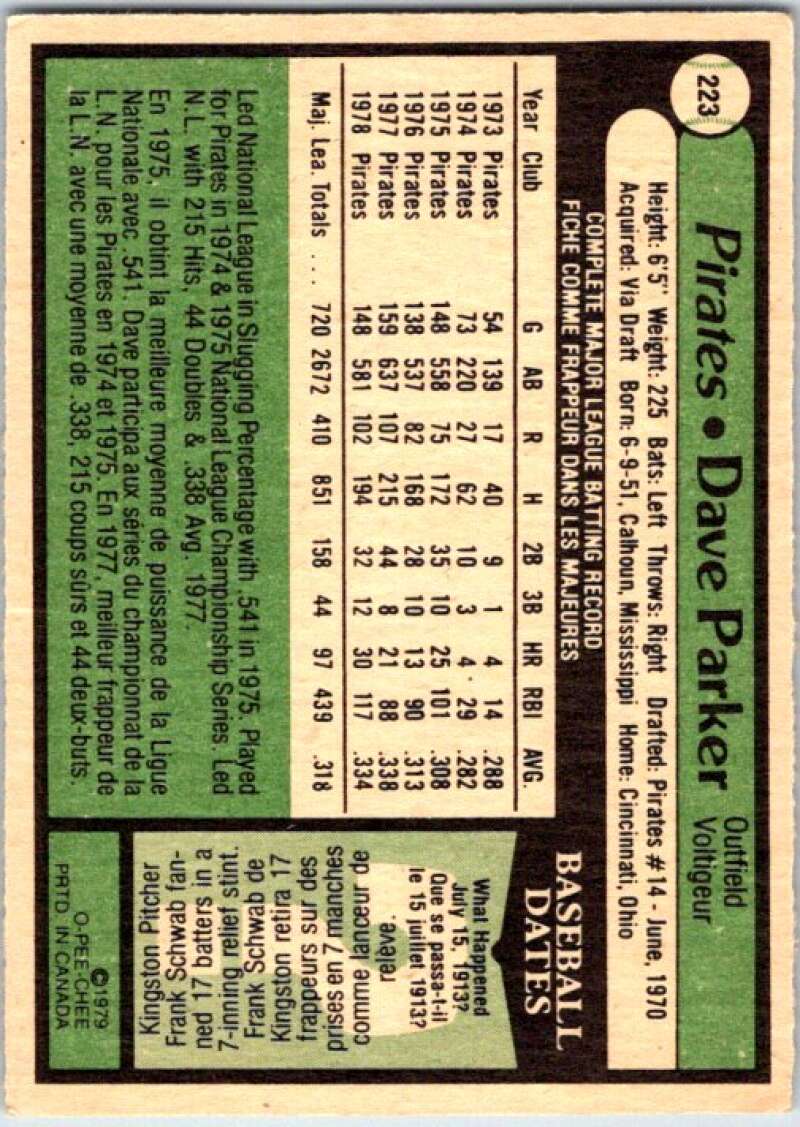 223
Pirates • Dave Parker
Outfield
Voltigeur
Height: 6'5" Weight: 225 Bats: Left Throws: Right Drafted: Pirates #14 - June, 1970
Acquired: Via Draft Born: 6-9-51, Calhoun, Mississippi Home: Cincinnati, Ohio
COMPLETE MAJOR LEAGUE BATTING RECORD
FICHE COMME FRAPPEUR DANS LES MAJEURES
Year Club G AB R H 2B 3B HR RBI AVG.
1973 Pirates 54 139 17 40 9 1 4 14 .288
1974 Pirates 73 220 27 62 10 3 4 29 .282
1975 Pirates 148 558 75 172 35 10 25 101 .308
1976 Pirates 138 537 82 168 28 10 13 90 .313
1977 Pirates 159 637 107 215 44 8 21 88 .338
1978 Pirates 148 581 102 194 32 12 30 117 .334
Maj. Lea. Totals ... 720 2672 410 851 158 44 97 439 .318
Led National League in Slugging Percentage with .541 in 1975. Played
for Pirates in 1974 & 1975 National League Championship Series. Led
N.L. with 215 Hits, 44 Doubles & .338 Avg. 1977.
En 1975, il obtint la meilleure moyenne de puissance de la Ligue
Nationale avec .541. Dave participa aux séries du championnat de la
L.N. pour les Pirates en 1974 et 1975. En 1977, meilleur frappeur de
la L.N. avec une moyenne de .338, 215 coups sûrs et 44 deux-buts.
BASEBALL
DATES
What Happened
July 15, 1913?
Que se passa-t-il
le 15 juillet 1913?
Kingston Pitcher
Frank Schwab fan-
ned 17 batters in a
7-inning relief stint.
Frank Schwab de
Kingston retira 17
frappeurs sur des
prises en 7 manches
comme lanceur de
relève.
©1979
O-PEE-CHEE
PRTD. IN CANADA